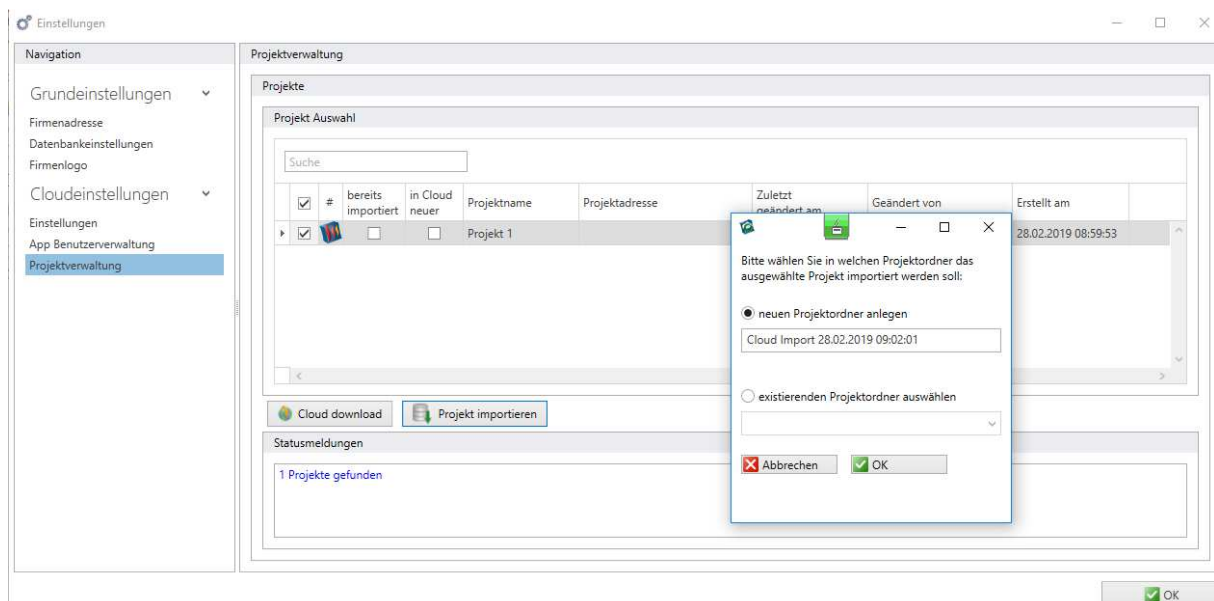 Einstellungen
Navigation
Grundeinstellungen
Firmenadresse
Datenbankeinstellungen
Firmenlogo
Cloudeinstellungen
Einstellungen
App Benutzerverwaltung
Projektverwaltung
Projektverwaltung
Projekte
Projekt Auswahl
Suche
#
bereits
importiert
in Cloud
neuer
Projektname
Projektadresse
Zuletzt
geändert am
Geändert von
Erstellt am
Projekt 1
28.02.2019 08:59:53
Bitte wählen Sie in welchen Projektordner das
ausgewählte Projekt importiert werden soll:
neuen Projektordner anlegen
Cloud Import 28.02.2019 09:02:01
existierenden Projektordner auswählen
Abbrechen
OK
Cloud download
Projekt importieren
Statusmeldungen
1 Projekte gefunden
OK